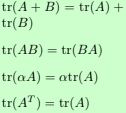 tr(A + B) = tr(A) +
tr(B)
tr(AB) = tr(BA)
tr(αA) = αtr(A)
tr(A^T) = tr(A)